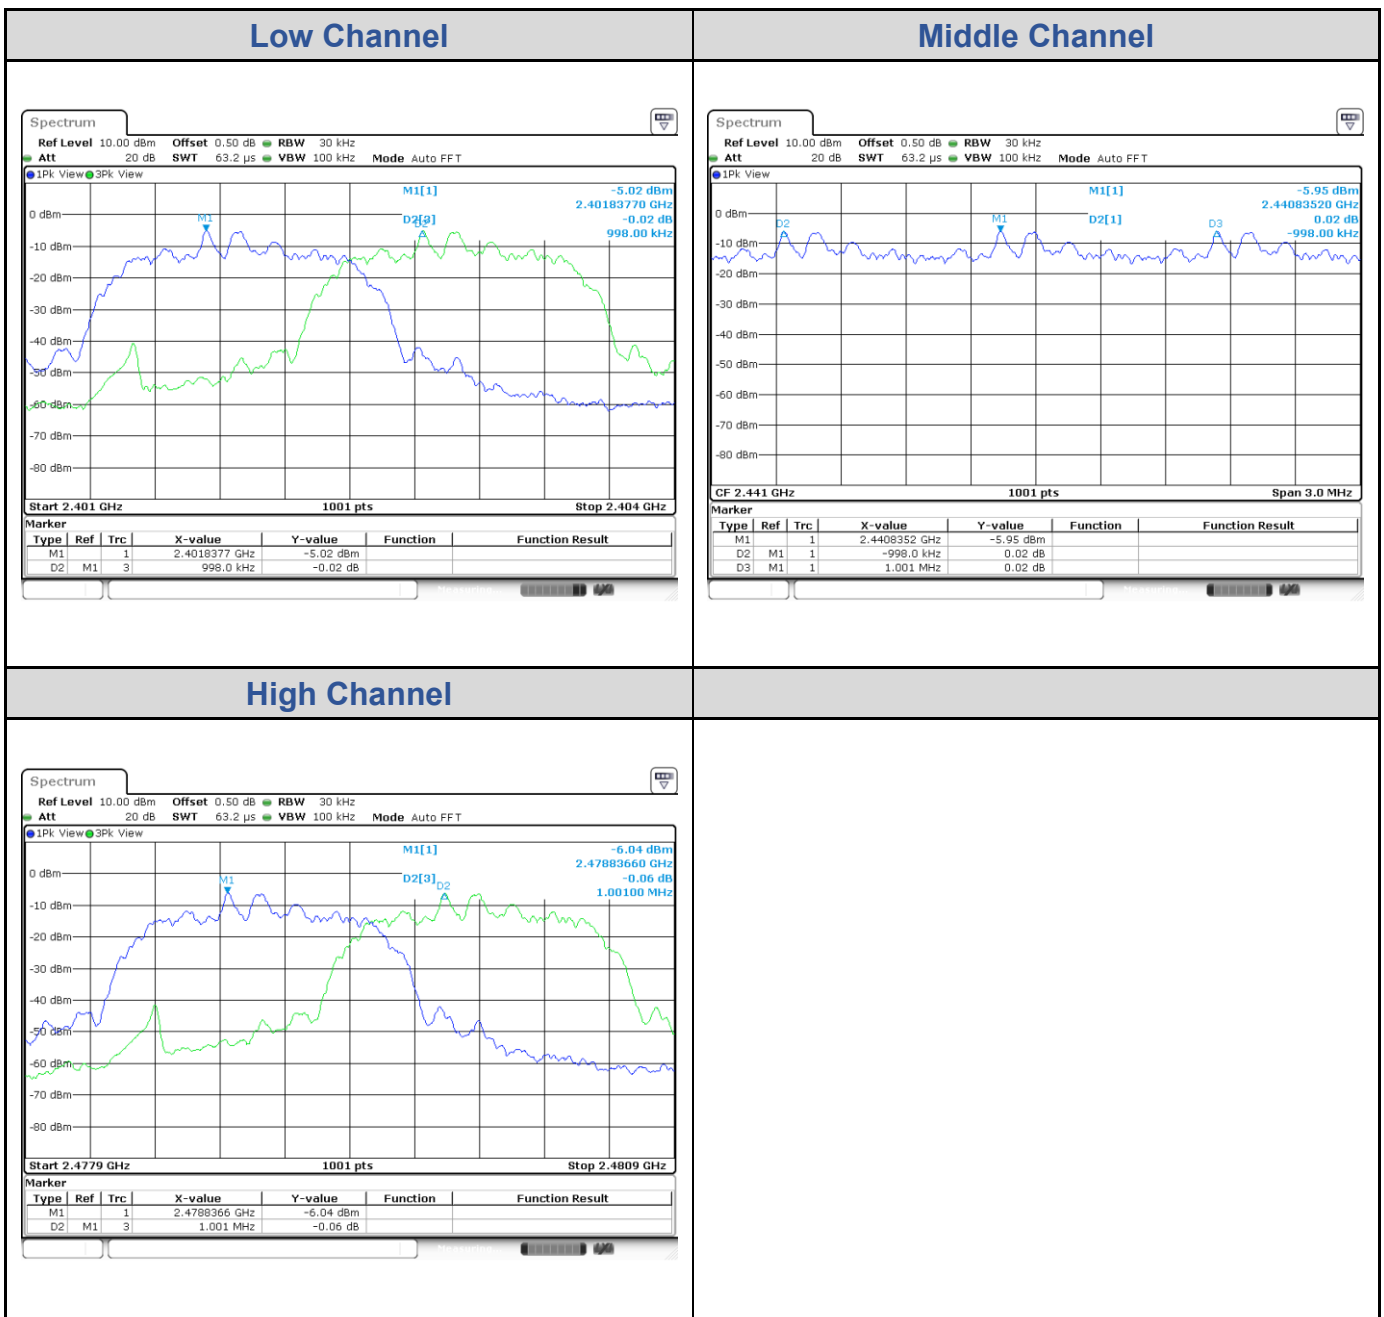 Low Channel
Middle Channel
Spectrum
Ref Level 10.00 dBm Offset 0.50 dB RBW 30 kHz
Att 20 dB SWT 63.2 µs VBW 100 kHz Mode Auto FFT
1Pk View 3Pk View
M1[1] -5.02 dBm
2.40183770 GHz
D2[3] -0.02 dB
998.00 kHz
M1
D2
0 dBm
-10 dBm
-20 dBm
-30 dBm
-40 dBm
-50 dBm
-60 dBm
-70 dBm
-80 dBm
Start 2.401 GHz 1001 pts Stop 2.404 GHz
Marker
Type Ref Trc X-value Y-value Function Function Result
M1 1 2.4018377 GHz -5.02 dBm
D2 M1 3 998.0 kHz -0.02 dB
Spectrum
Ref Level 10.00 dBm Offset 0.50 dB RBW 30 kHz
Att 20 dB SWT 63.2 µs VBW 100 kHz Mode Auto FFT
1Pk View
M1[1] -5.95 dBm
2.44083520 GHz
D2[1] 0.02 dB
-998.00 kHz
D2
M1
D3
0 dBm
-10 dBm
-20 dBm
-30 dBm
-40 dBm
-50 dBm
-60 dBm
-70 dBm
-80 dBm
CF 2.441 GHz 1001 pts Span 3.0 MHz
Marker
Type Ref Trc X-value Y-value Function Function Result
M1 1 2.4408352 GHz -5.95 dBm
D2 M1 1 -998.0 kHz 0.02 dB
D3 M1 1 1.001 MHz 0.02 dB
High Channel
Spectrum
Ref Level 10.00 dBm Offset 0.50 dB RBW 30 kHz
Att 20 dB SWT 63.2 µs VBW 100 kHz Mode Auto FFT
1Pk View 3Pk View
M1[1] -6.04 dBm
2.47883660 GHz
D2[3] -0.06 dB
1.00100 MHz
M1
D2
0 dBm
-10 dBm
-20 dBm
-30 dBm
-40 dBm
-50 dBm
-60 dBm
-70 dBm
-80 dBm
Start 2.4779 GHz 1001 pts Stop 2.4809 GHz
Marker
Type Ref Trc X-value Y-value Function Function Result
M1 1 2.4788366 GHz -6.04 dBm
D2 M1 3 1.001 MHz -0.06 dB